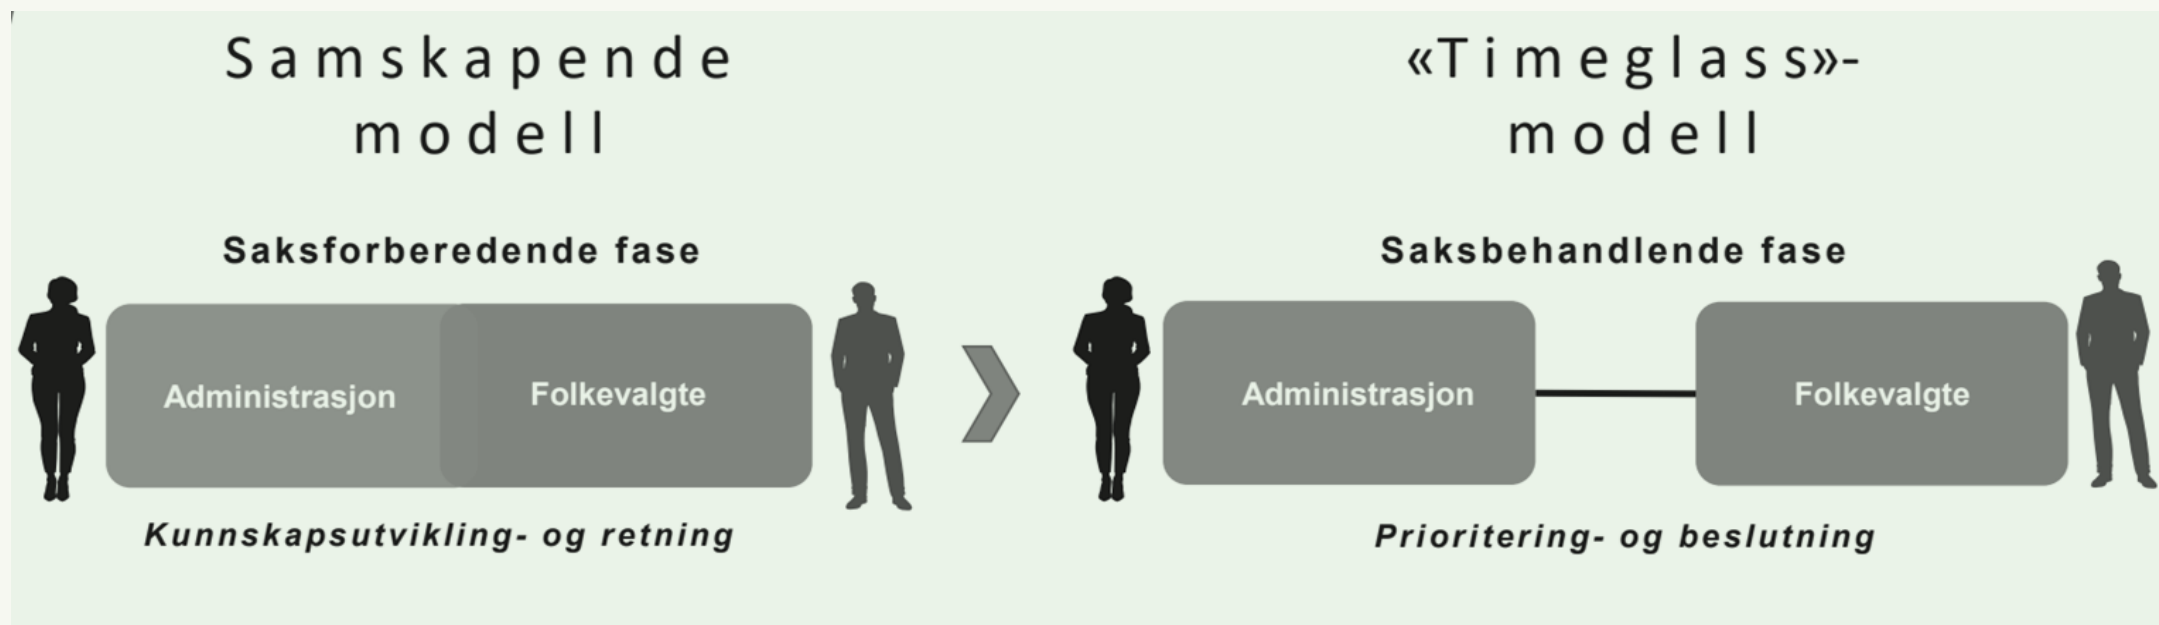 Samskapende
modell
Saksforberedende fase
Administrasjon
Folkevalgte
Kunnskapsutvikling- og retning
«Timeglass»-
modell
Saksbehandlende fase
Administrasjon
Folkevalgte
Prioritering- og beslutning